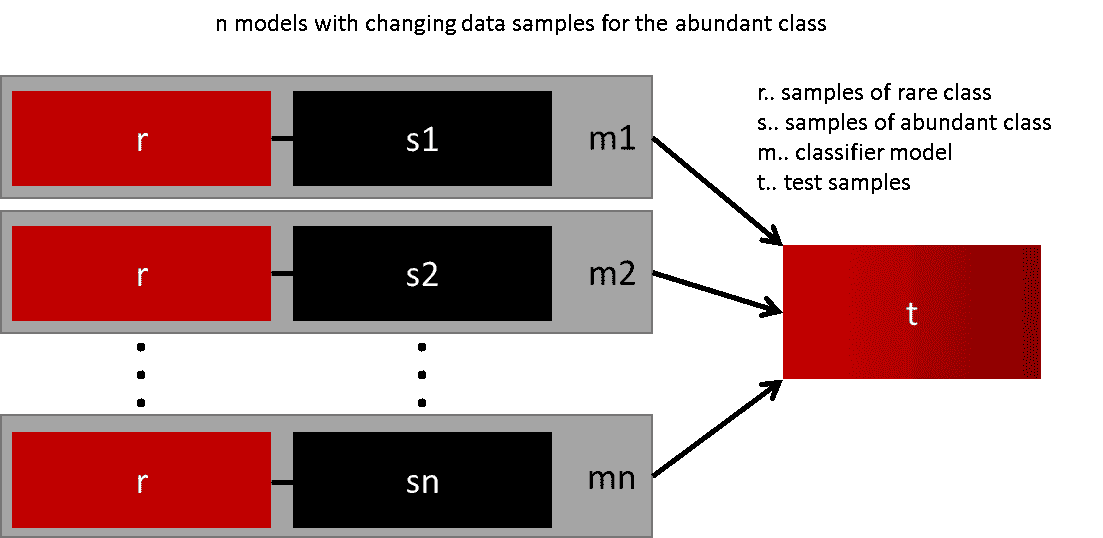 n models with changing data samples for the abundant class
r.. samples of rare class
s.. samples of abundant class
m.. classifier model
t.. test samples
r s1 m1
r s2 m2
t
r sn mn